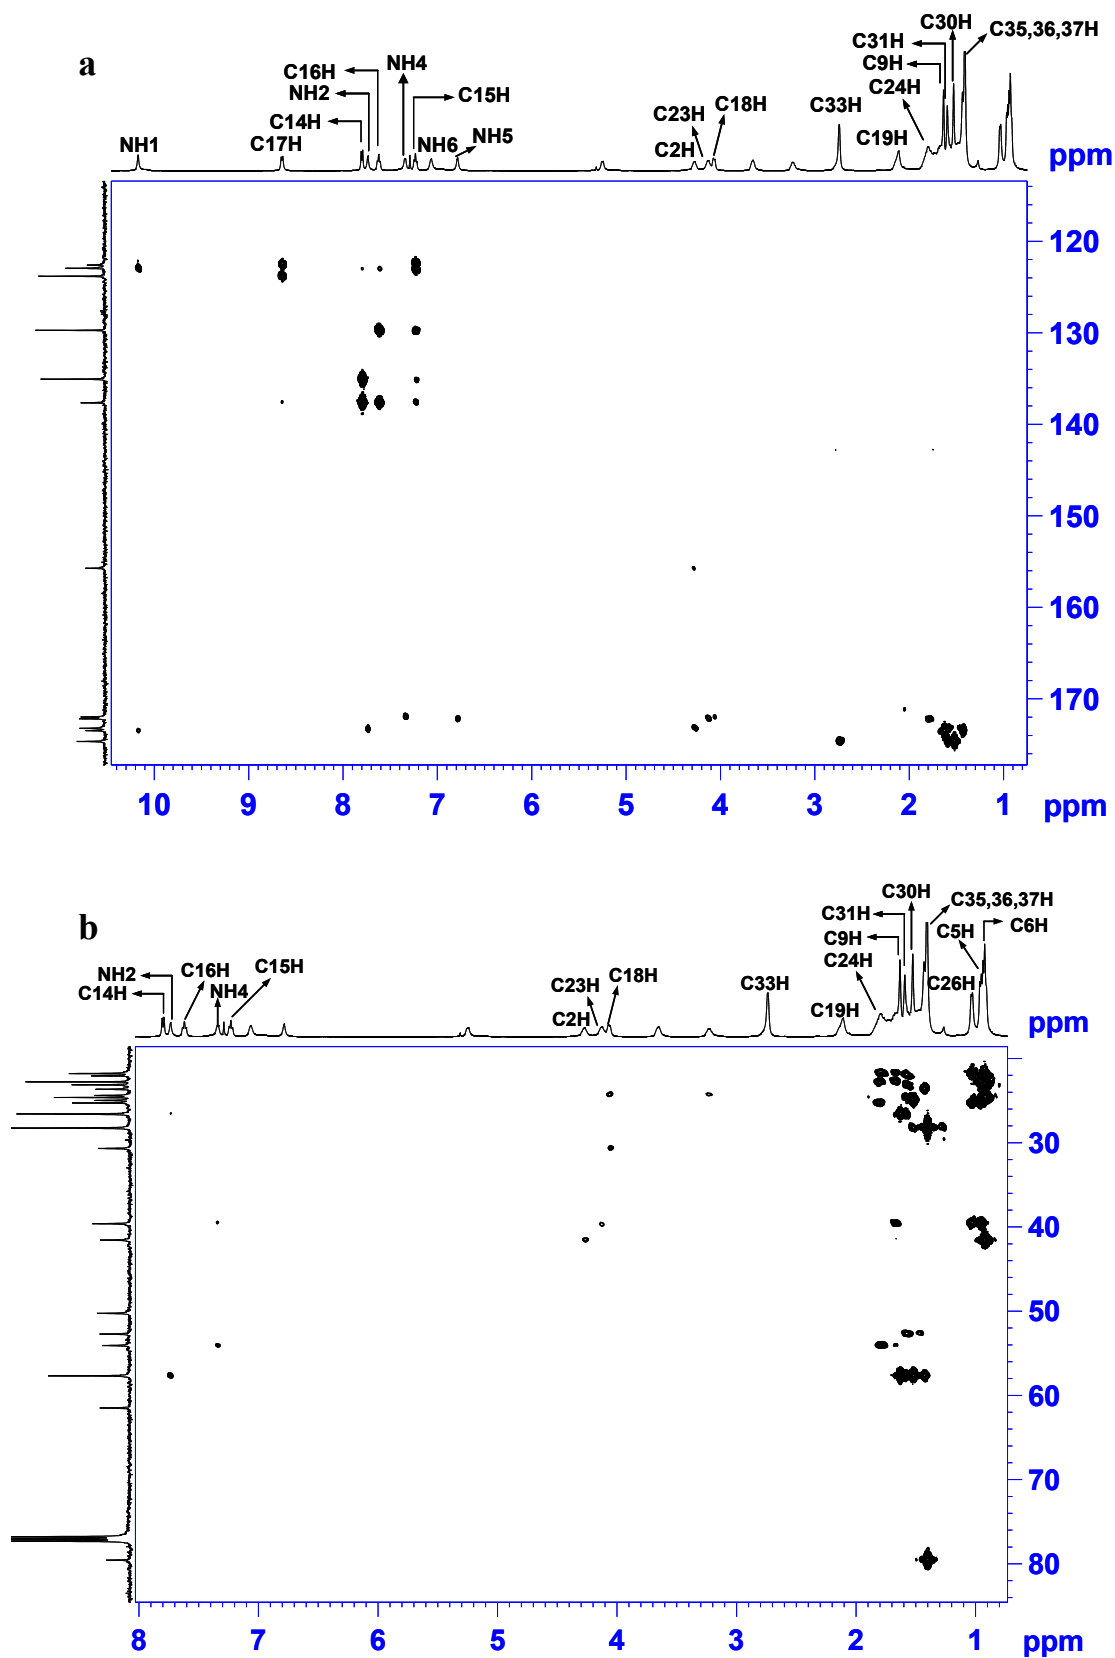 a
C30H
C35,36,37H
C31H
C9H
C24H
NH4
C16H
NH2
C15H
C14H
C33H
C23H
C18H
C19H
NH1
C17H
NH6
NH5
C2H
ppm
120
130
140
150
160
170
10 9 8 7 6 5 4 3 2 1 ppm
b
C30H
C35,36,37H
C31H
C6H
C9H
C5H
C24H
C26H
NH2
C16H
C15H
C14H
NH4
C23H
C18H
C33H
C2H
C19H
ppm
30
40
50
60
70
80
8 7 6 5 4 3 2 1 ppm